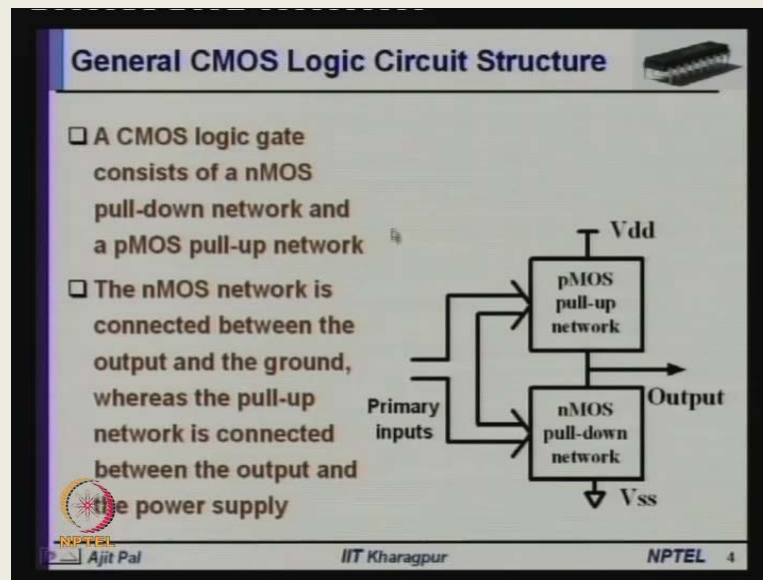 General CMOS Logic Circuit Structure
A CMOS logic gate
consists of a nMOS
pull-down network and
a pMOS pull-up network
The nMOS network is
connected between the
output and the ground,
whereas the pull-up
network is connected
between the output and
the power supply
Vdd
pMOS
pull-up
network
Primary
inputs
Output
nMOS
pull-down
network
Vss
NPTEL
Ajit Pal
IIT Kharagpur
NPTEL 4